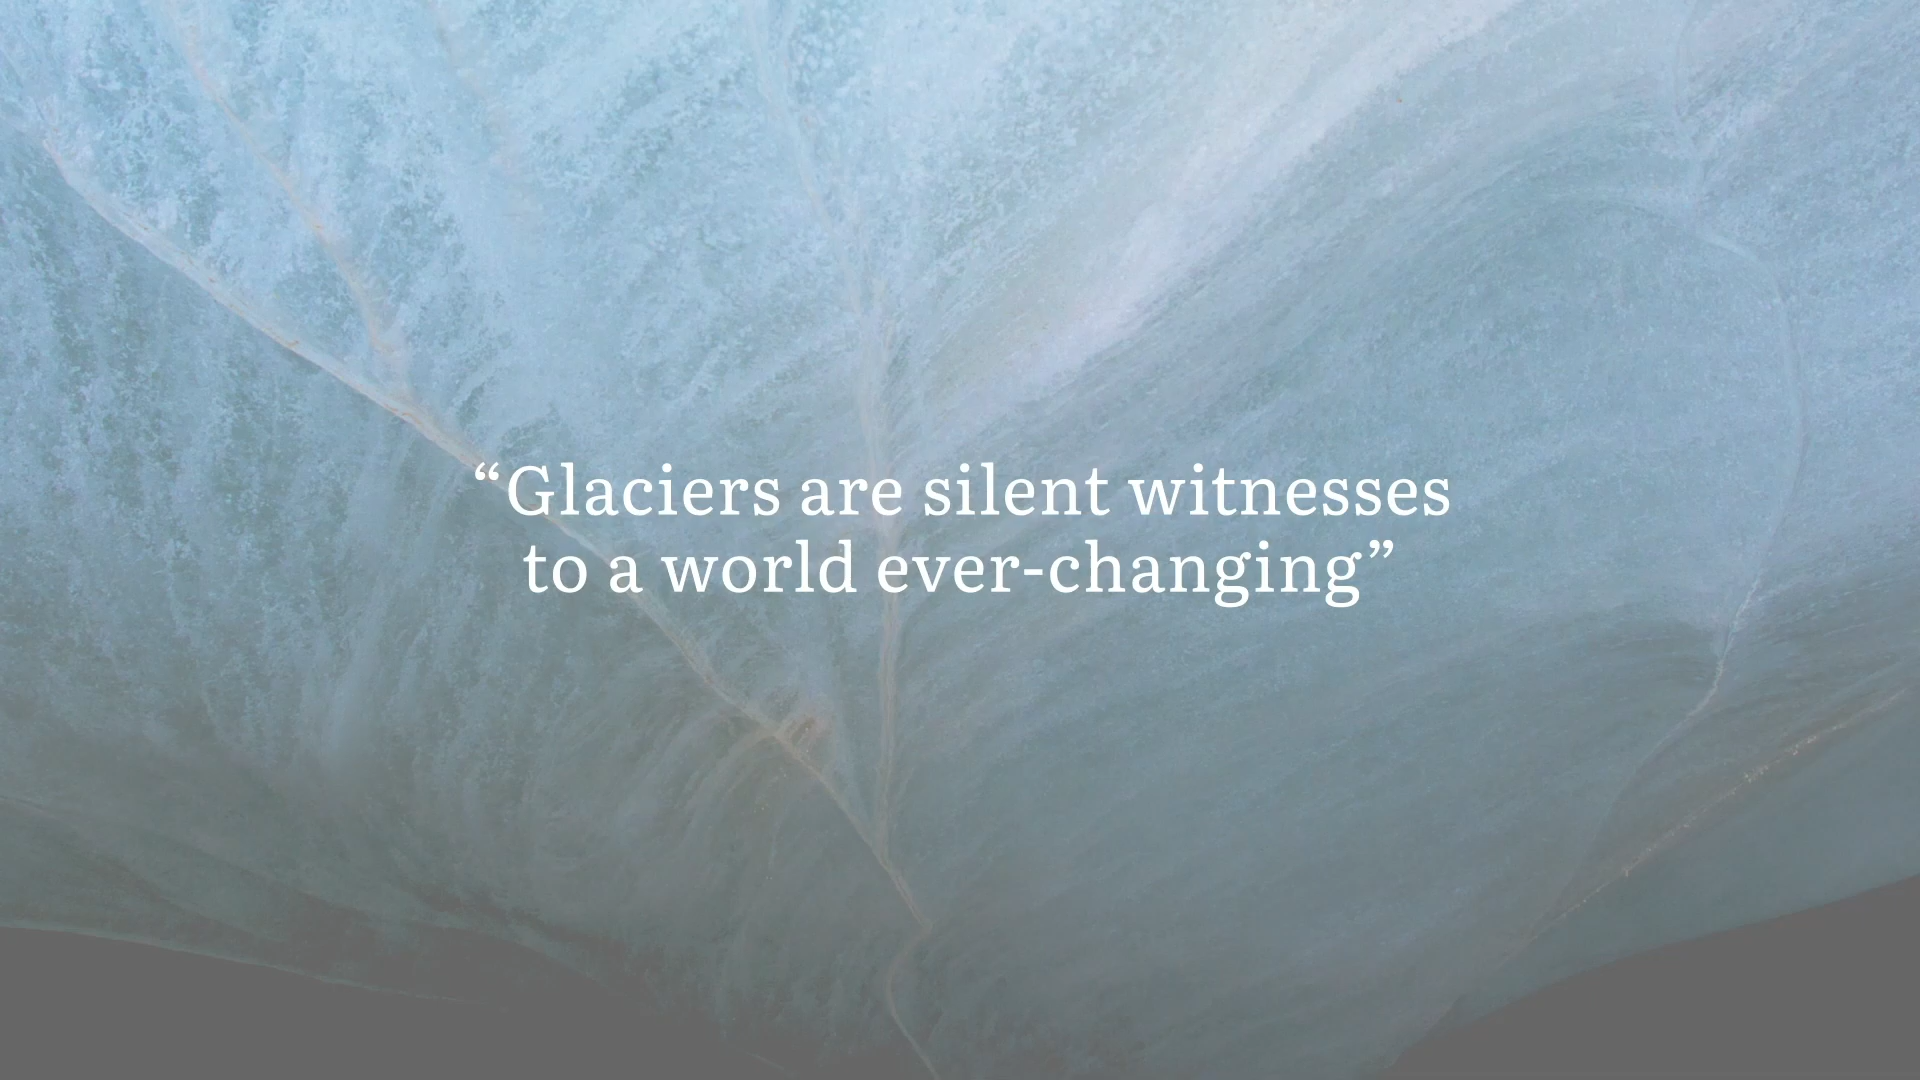 “Glaciers are silent witnesses
to a world ever-changing”